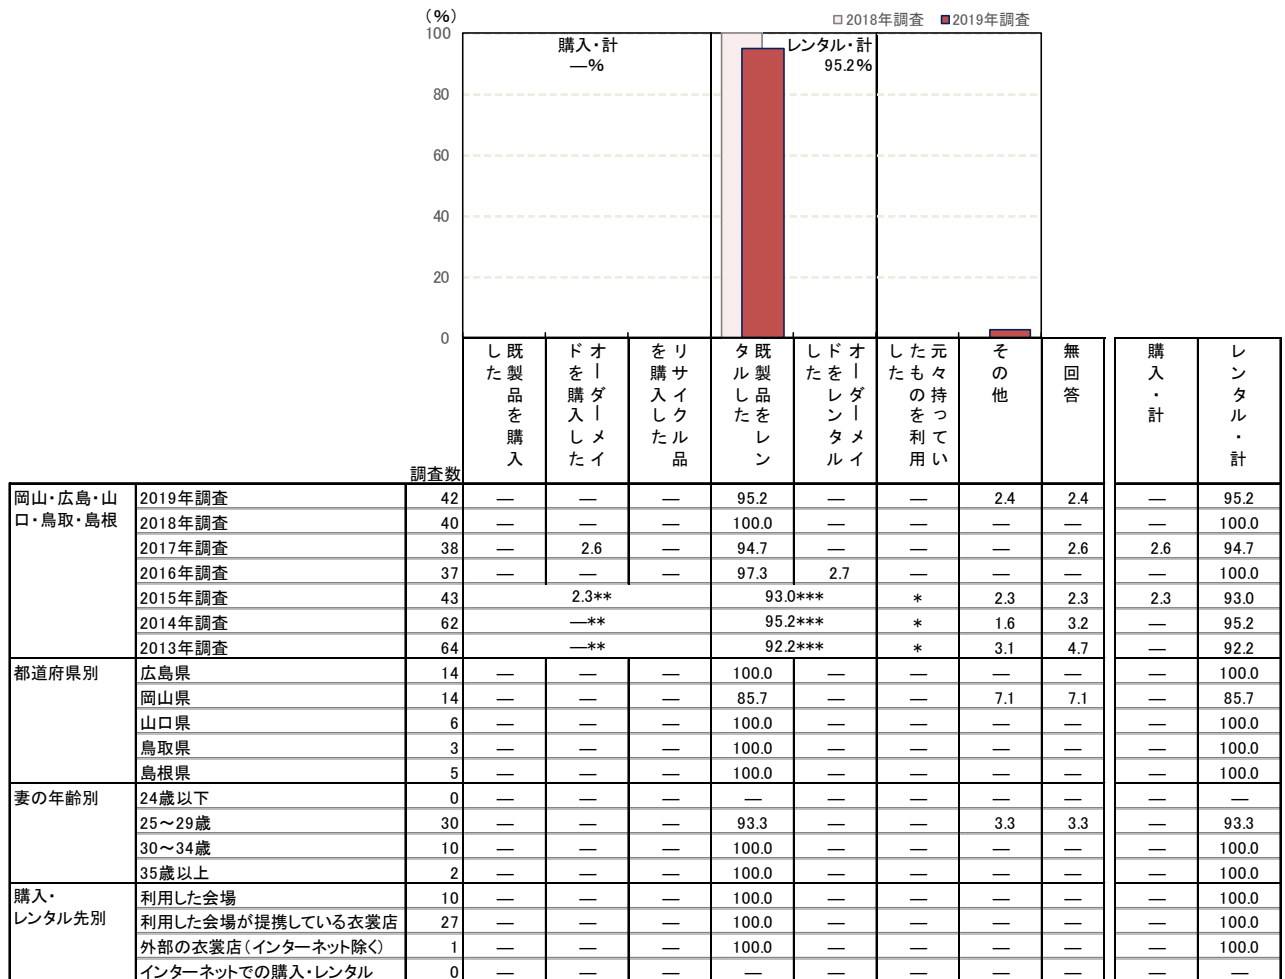 (%)
□2018年調査 ■2019年調査
100
80
60
40
20
0
購入・計
―%
レンタル・計
95.2%
既製品を購入した
オーダーメイドを購入した
リサイクル品を購入した
既製品をレンタルした
オーダーメイドをレンタルした
元々持っていたものを利用した
その他
無回答
購入・計
レンタル・計
調査数
岡山・広島・山口・鳥取・島根
2019年調査 42 ― ― ― 95.2 ― ― 2.4 2.4 ― 95.2
2018年調査 40 ― ― ― 100.0 ― ― ― ― ― 100.0
2017年調査 38 ― 2.6 ― 94.7 ― ― ― 2.6 2.6 94.7
2016年調査 37 ― ― ― 97.3 2.7 ― ― ― ― 100.0
2015年調査 43 2.3** 93.0*** * 2.3 2.3 2.3 93.0
2014年調査 62 ―** 95.2*** * 1.6 3.2 ― 95.2
2013年調査 64 ―** 92.2*** * 3.1 4.7 ― 92.2
都道府県別
広島県 14 ― ― ― 100.0 ― ― ― ― ― 100.0
岡山県 14 ― ― ― 85.7 ― ― 7.1 7.1 ― 85.7
山口県 6 ― ― ― 100.0 ― ― ― ― ― 100.0
鳥取県 3 ― ― ― 100.0 ― ― ― ― ― 100.0
島根県 5 ― ― ― 100.0 ― ― ― ― ― 100.0
妻の年齢別
24歳以下 0 ― ― ― ― ― ― ― ― ― ―
25～29歳 30 ― ― ― 93.3 ― ― 3.3 3.3 ― 93.3
30～34歳 10 ― ― ― 100.0 ― ― ― ― ― 100.0
35歳以上 2 ― ― ― 100.0 ― ― ― ― ― 100.0
購入・
レンタル先別
利用した会場 10 ― ― ― 100.0 ― ― ― ― ― 100.0
利用した会場が提携している衣裳店 27 ― ― ― 100.0 ― ― ― ― ― 100.0
外部の衣裳店(インターネット除く) 1 ― ― ― 100.0 ― ― ― ― ― 100.0
インターネットでの購入・レンタル 0 ― ― ― ― ― ― ― ― ― ―